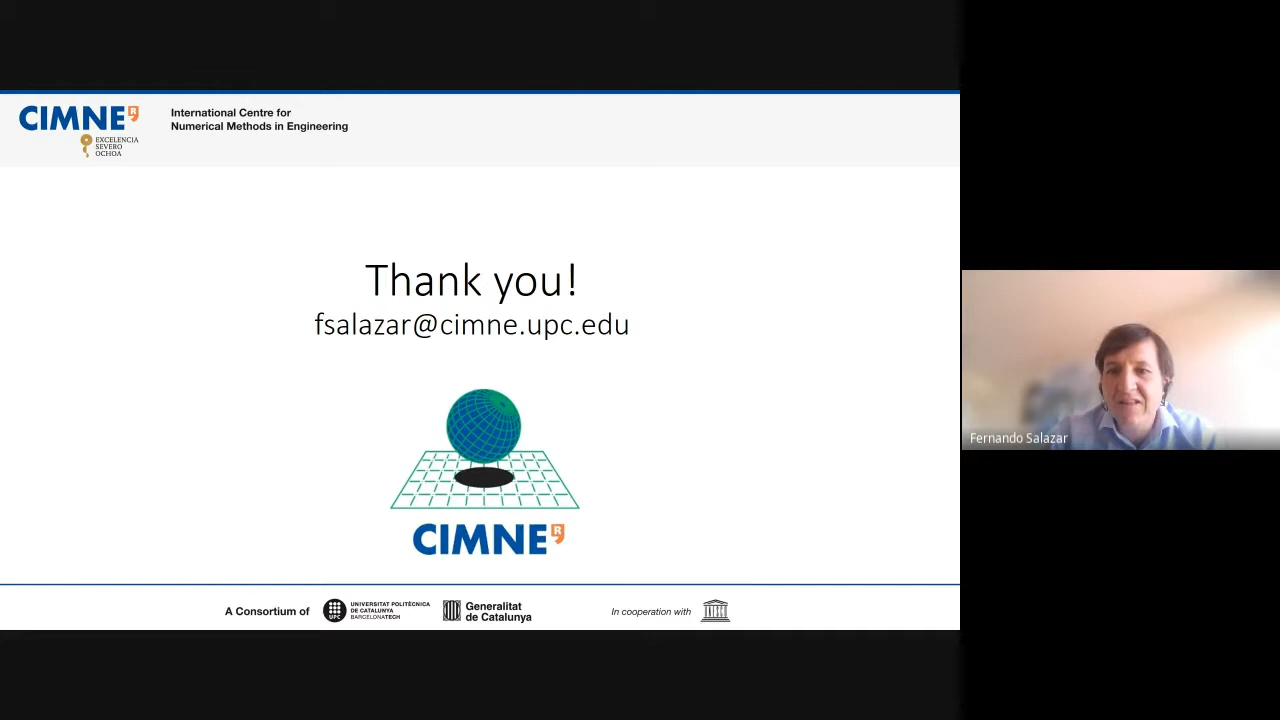 CIMNE R
EXCELENCIA
SEVERO
OCHOA
International Centre for
Numerical Methods in Engineering
Thank you!
fsalazar@cimne.upc.edu
CIMNE R
A Consortium of
UPC
UNIVERSITAT POLITÈCNICA
DE CATALUNYA
BARCELONATECH
Generalitat
de Catalunya
In cooperation with
Fernando Salazar